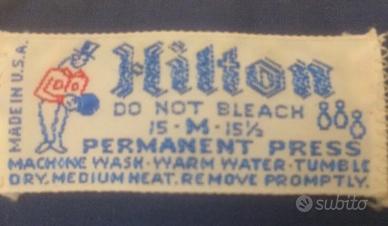 MADE IN U.S.A.
Hilton
DO NOT BLEACH
15-M-15½
PERMANENT PRESS
MACHINE WASH·WARM WATER·TUMBLE
DRY. MEDIUM HEAT. REMOVE PROMPTLY.
subito